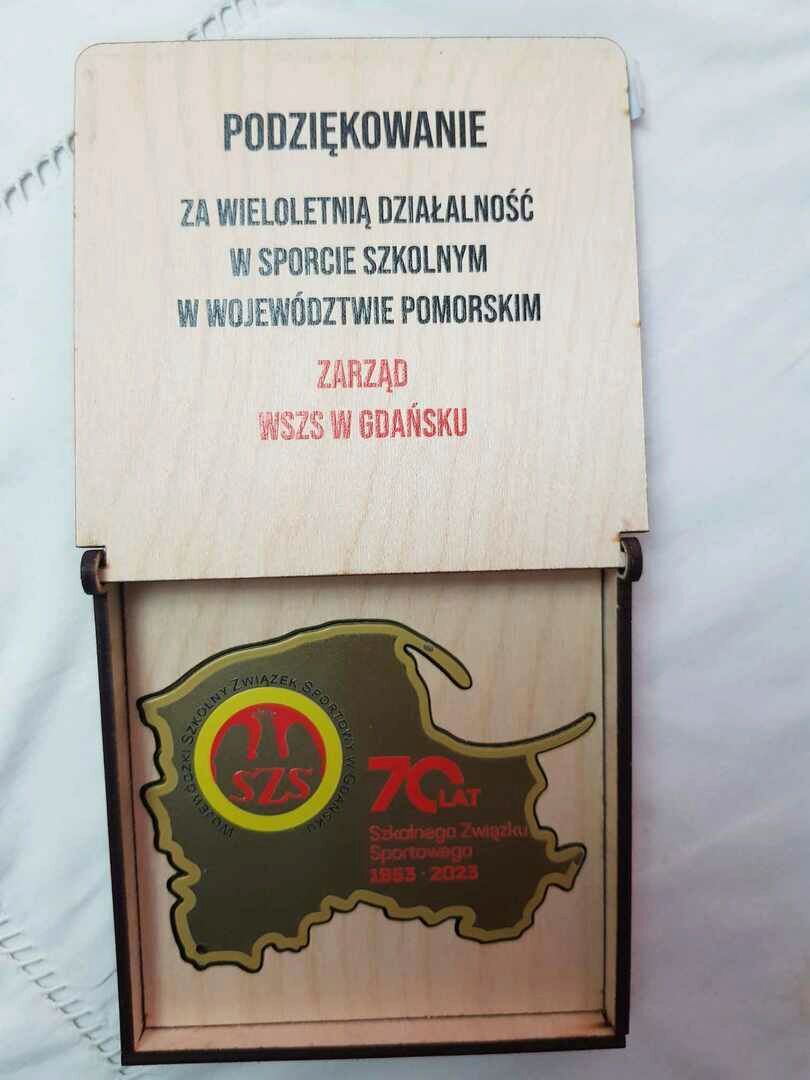 PODZIĘKOWANIE
ZA WIELOLETNIĄ DZIAŁALNOŚĆ
W SPORCIE SZKOLNYM
W WOJEWÓDZTWIE POMORSKIM
ZARZĄD
WSZS W GDAŃSKU
WOJEWÓDZKI SZKOLNY ZWIĄZEK SPORTOWY W GDAŃSKU
SZS
70 LAT
Szkolnego Związku
Sportowego
1953 · 2023